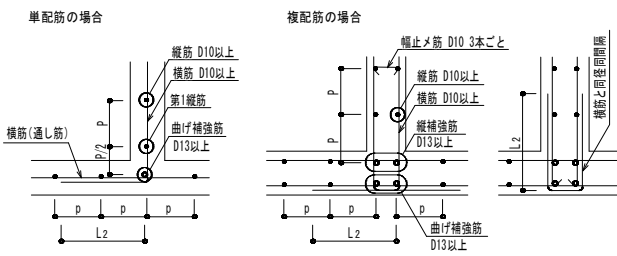 単配筋の場合
縦筋 D10以上
横筋 D10以上
第1縦筋
曲げ補強筋
D13以上
横筋(通し筋)
P
P/2
P
P
P
L2
複配筋の場合
幅止メ筋 D10 3本ごと
縦筋 D10以上
横筋 D10以上
縦補強筋
D13以上
P
P
P
P
P
L2
曲げ補強筋
D13以上
L2
横筋と同径同間隔